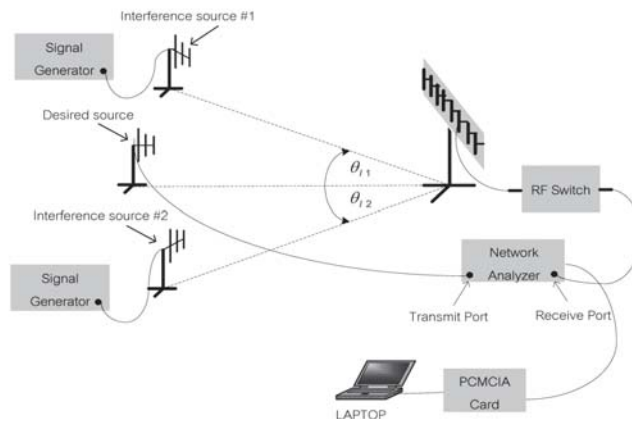 Interference source #1
Signal
Generator
Desired source
θI 1
θI 2
RF Switch
Interference source #2
Network
Analyzer
Signal
Generator
Transmit Port
Receive Port
PCMCIA
Card
LAPTOP